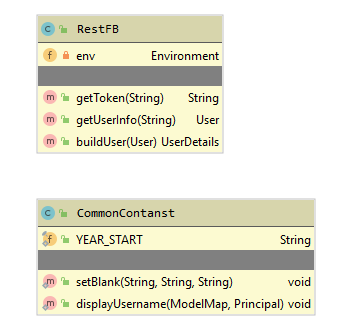 C RestFB
f env Environment
m getToken(String) String
m getUserInfo(String) User
m buildUser(User) UserDetails
C CommonContanst
f YEAR_START String
m setBlank(String, String, String) void
m displayUsername(ModelMap, Principal) void